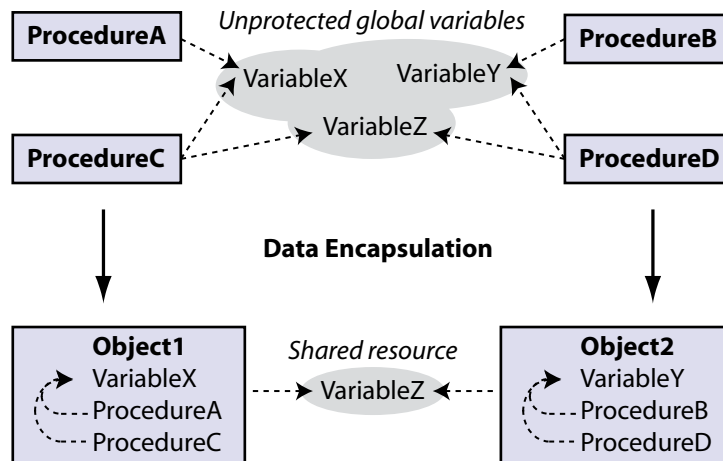 Unprotected global variables
ProcedureA
ProcedureB
VariableX
VariableY
VariableZ
ProcedureC
ProcedureD
Data Encapsulation
Object1
VariableX
ProcedureA
ProcedureC
Shared resource
VariableZ
Object2
VariableY
ProcedureB
ProcedureD